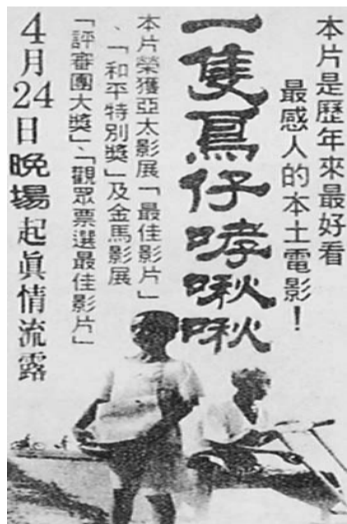 本片是歷年來最好看
最感人的本土電影！
一隻鳥仔哮啾啾
本片榮獲亞太影展「最佳影片」
、「和平特別獎」及金馬影展
「評審團大獎」、「觀眾票選最佳影片」
4月24日晚場起真情流露